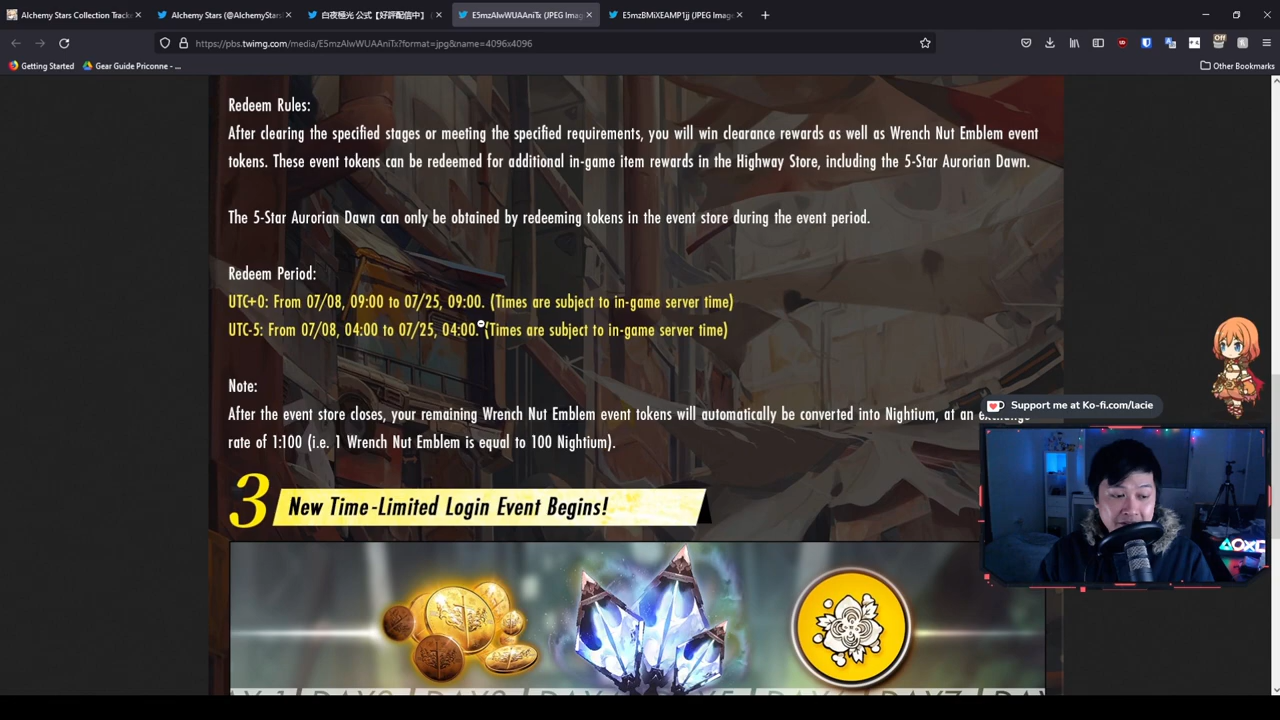 Alchemy Stars Collection Track
Alchemy Stars (@AlchemyStars
白夜極光 公式【好評配信中】 (
E5mzAIwWUAAniTx (JPEG Imag
E5mzBMiXEAMP1jj (JPEG Image
https://pbs.twimg.com/media/E5mzAIwWUAAniTx?format=jpg&name=4096x4096
Off
Getting Started
Gear Guide Priconne - ...
Other Bookmarks
Redeem Rules:
After clearing the specified stages or meeting the specified requirements, you will win clearance rewards as well as Wrench Nut Emblem event
tokens. These event tokens can be redeemed for additional in-game item rewards in the Highway Store, including the 5-Star Aurorian Dawn.
The 5-Star Aurorian Dawn can only be obtained by redeeming tokens in the event store during the event period.
Redeem Period:
UTC+0: From 07/08, 09:00 to 07/25, 09:00. (Times are subject to in-game server time)
UTC-5: From 07/08, 04:00 to 07/25, 04:00. (Times are subject to in-game server time)
Note:
After the event store closes, your remaining Wrench Nut Emblem event tokens will automatically be converted into Nightium, at an
rate of 1:100 (i.e. 1 Wrench Nut Emblem is equal to 100 Nightium).
Support me at Ko-fi.com/lacie
3 New Time-Limited Login Event Begins!